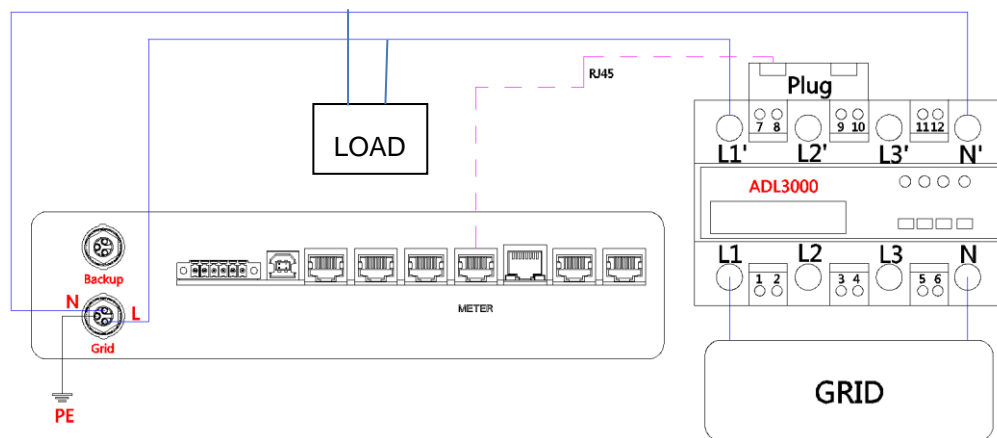 RJ45
Plug
7 8 9 10 11 12
L1' L2' L3' N'
LOAD
ADL3000
L1 L2 L3 N
1 2 3 4 5 6
Backup
N L
METER
Grid
GRID
PE